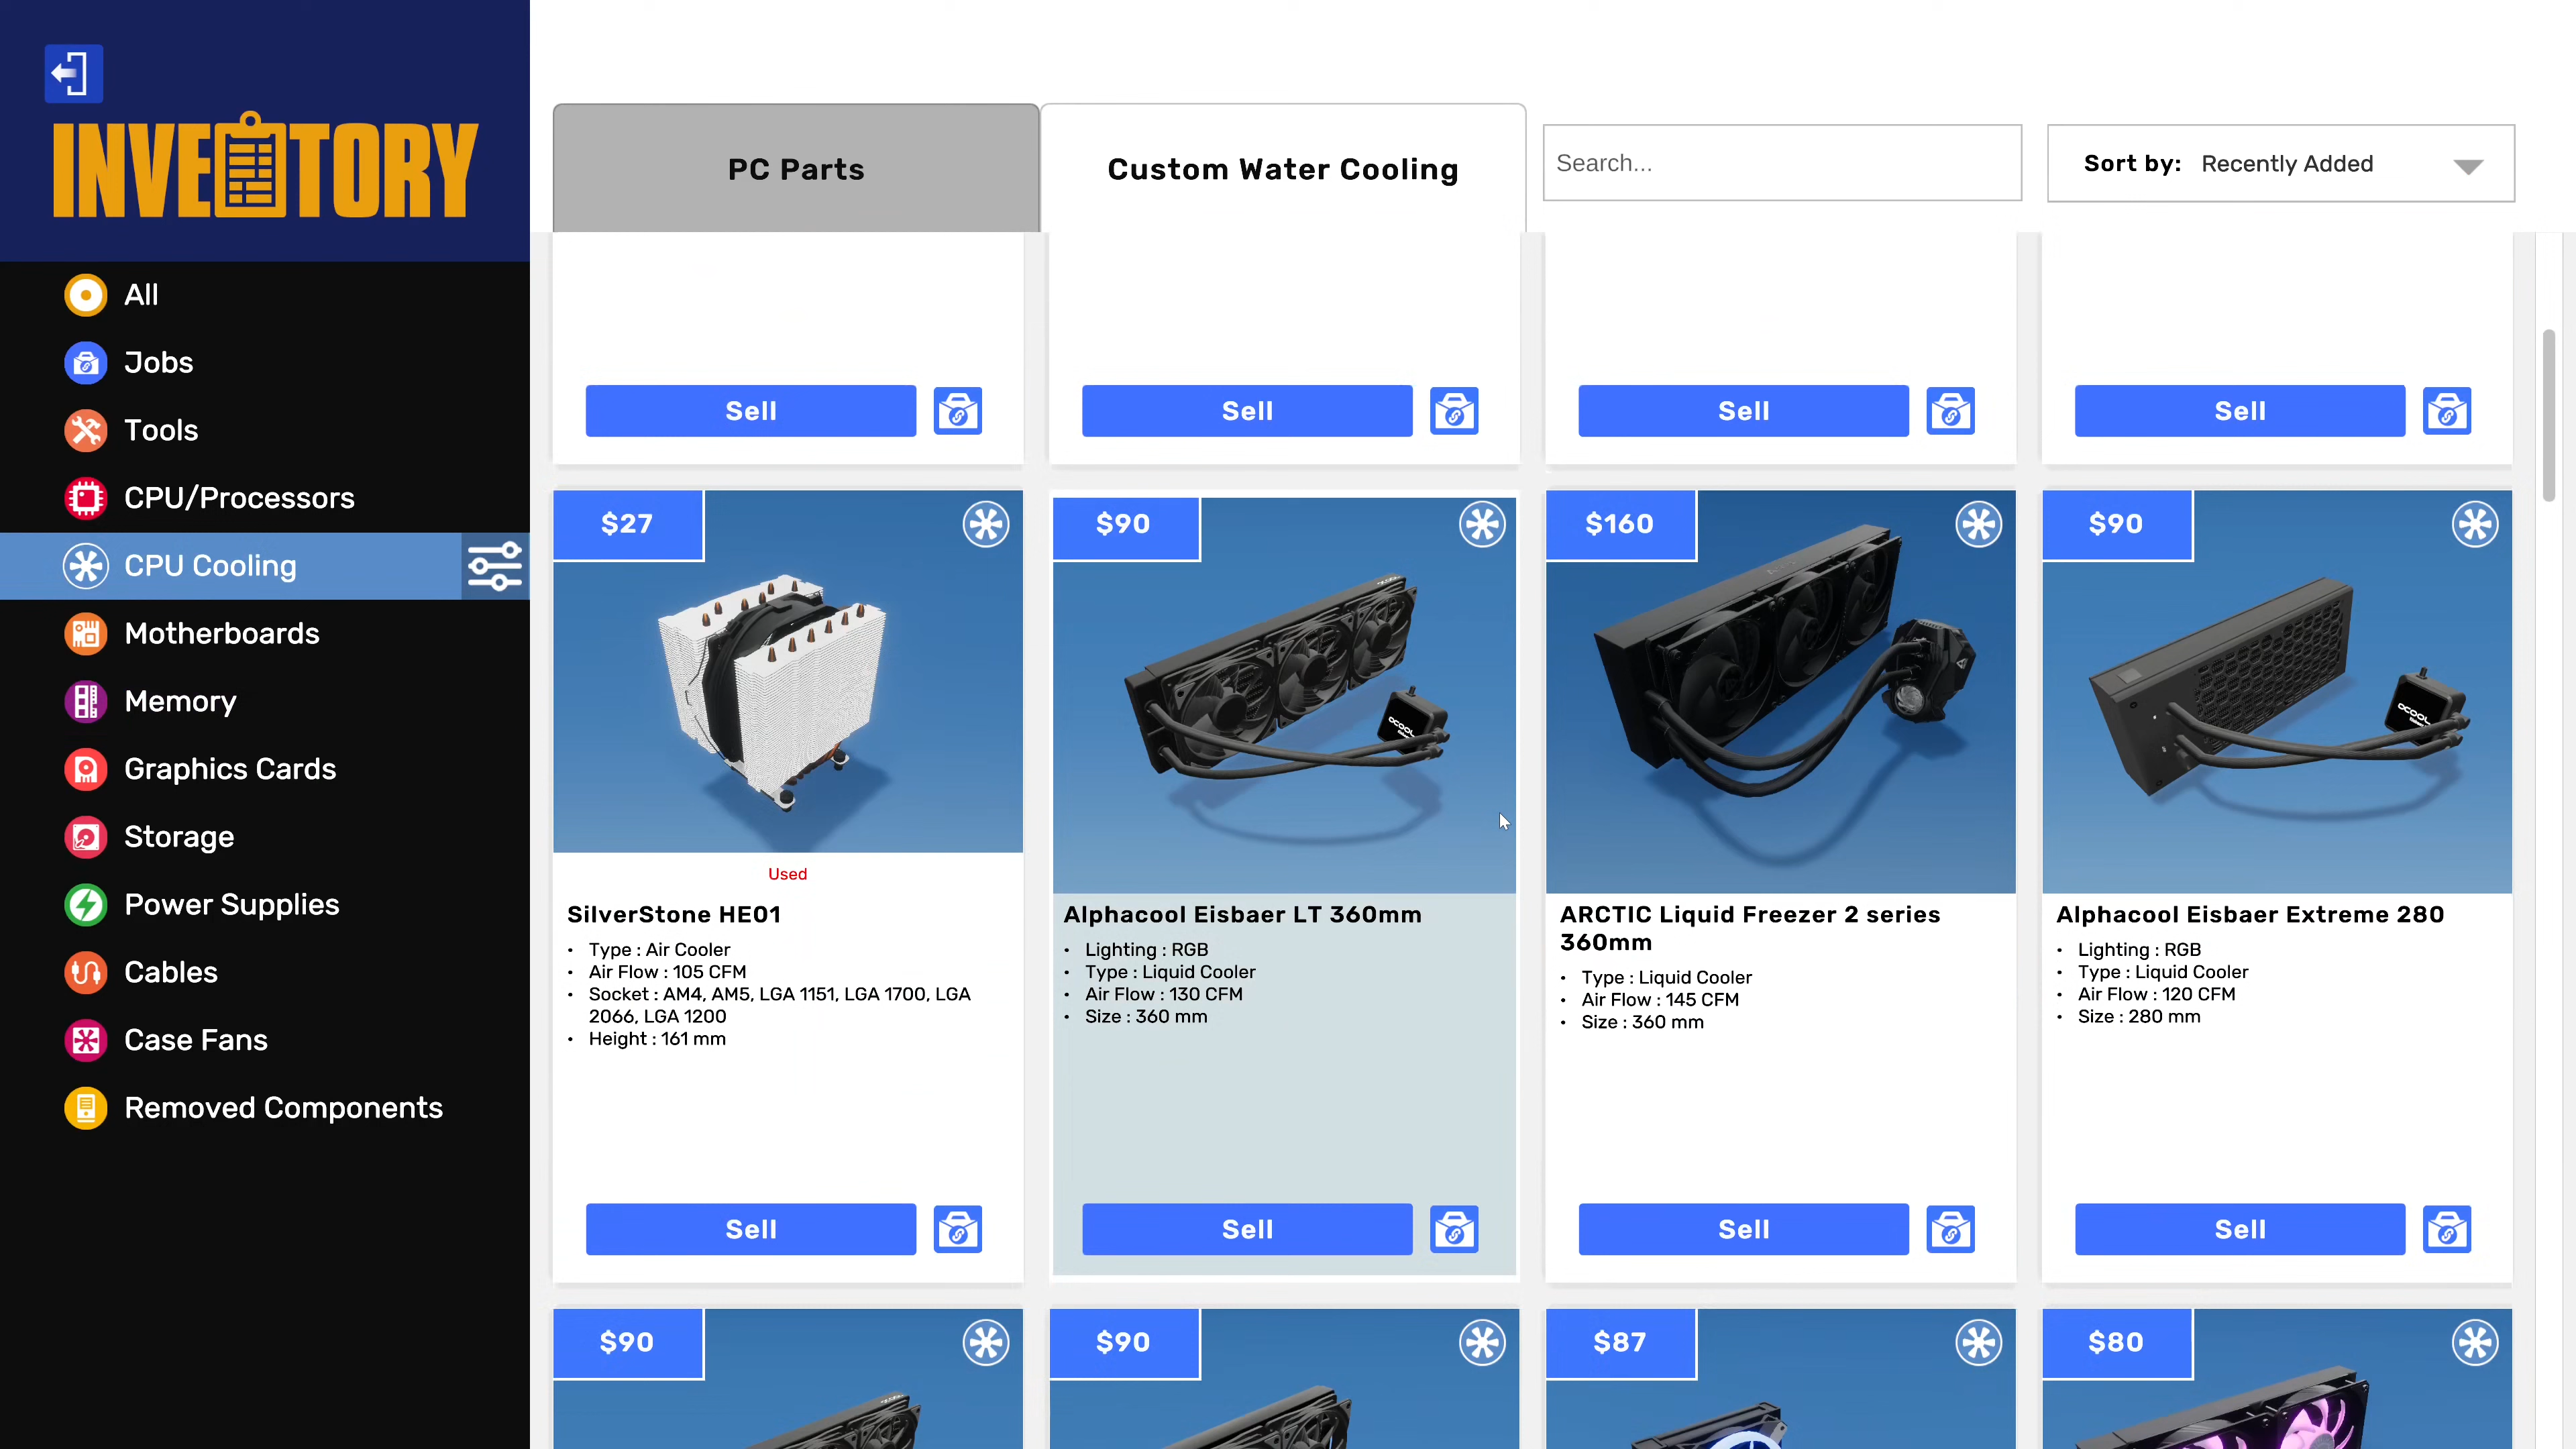 INVENTORY
PC Parts
Custom Water Cooling
Search...
Sort by: Recently Added
All
Jobs
Tools
CPU/Processors
CPU Cooling
Motherboards
Memory
Graphics Cards
Storage
Power Supplies
Cables
Case Fans
Removed Components
Sell
Sell
Sell
Sell
$27
Used
SilverStone HE01
• Type : Air Cooler
• Air Flow : 105 CFM
• Socket : AM4, AM5, LGA 1151, LGA 1700, LGA
2066, LGA 1200
• Height : 161 mm
Sell
$90
Alphacool Eisbaer LT 360mm
• Lighting : RGB
• Type : Liquid Cooler
• Air Flow : 130 CFM
• Size : 360 mm
Sell
$160
ARCTIC Liquid Freezer 2 series
360mm
• Type : Liquid Cooler
• Air Flow : 145 CFM
• Size : 360 mm
Sell
$90
Alphacool Eisbaer Extreme 280
• Lighting : RGB
• Type : Liquid Cooler
• Air Flow : 120 CFM
• Size : 280 mm
Sell
$90
$90
$87
$80